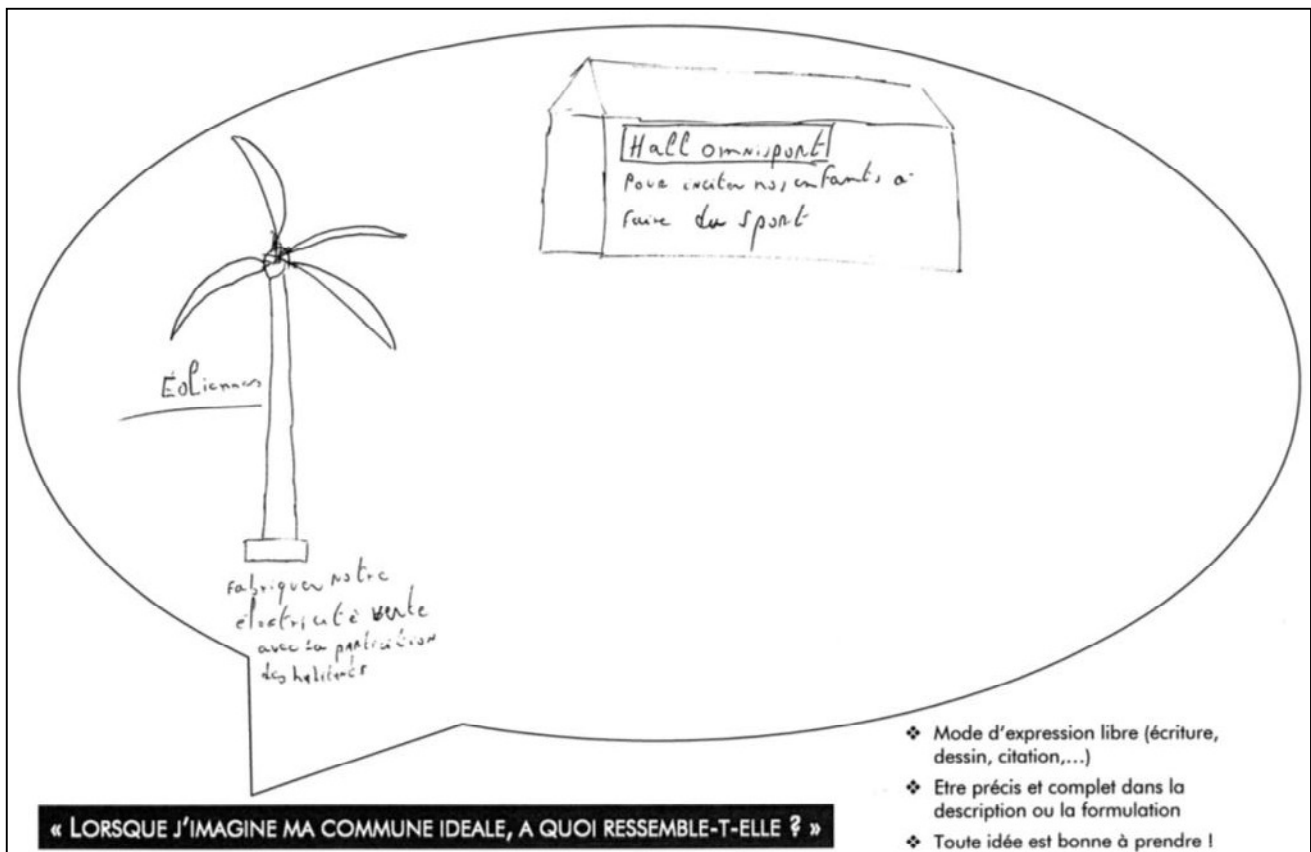 Hall omnisport
Pour inciter nos enfants a
faire du sport
Éoliennes
Fabriquer notre
électricité verte
avec la partication
des habitants
« LORSQUE J'IMAGINE MA COMMUNE IDEALE, A QUOI RESSEMBLE-T-ELLE ? »
❖ Mode d'expression libre (écriture,
dessin, citation,...)
❖ Etre précis et complet dans la
description ou la formulation
❖ Toute idée est bonne à prendre !